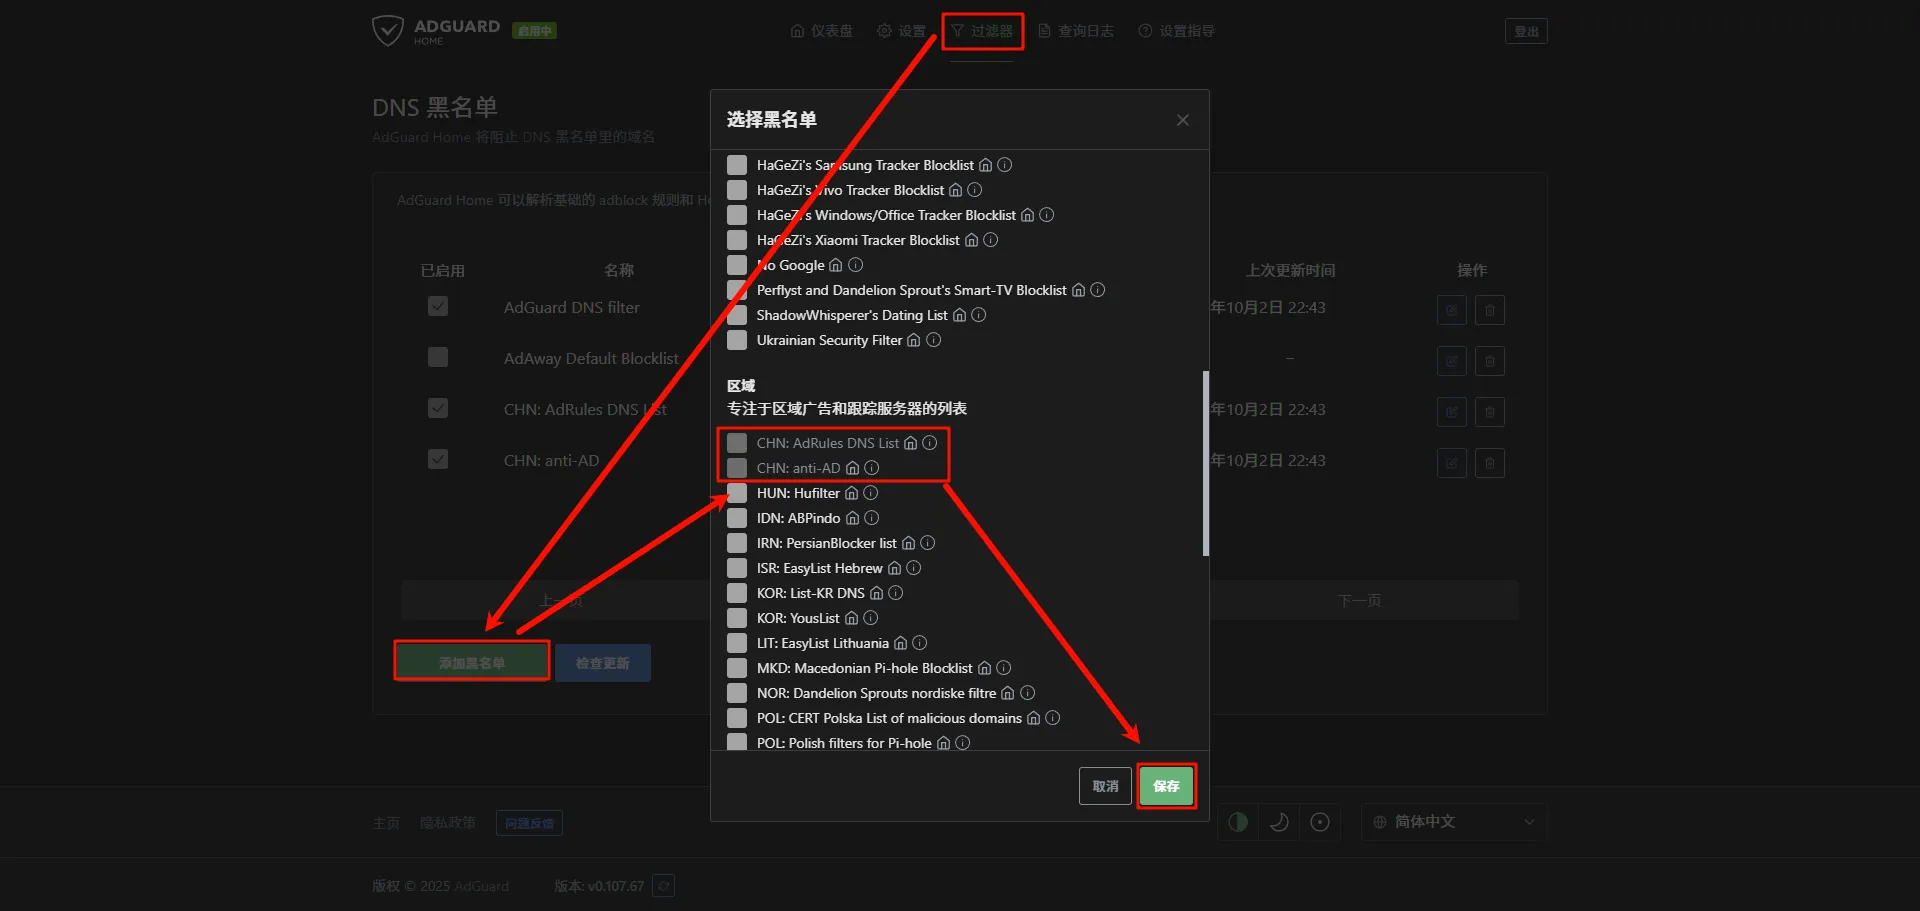 ADGUARD
HOME
启用中
仪表盘
设置
过滤器
查询日志
设置指导
登出
DNS 黑名单
AdGuard Home 将阻止 DNS 黑名单里的域名
AdGuard Home 可以解析基础的 adblock 规则和 H
已启用
名称
上次更新时间
操作
AdGuard DNS filter
年10月2日 22:43
AdAway Default Blocklist
–
CHN: AdRules DNS List
年10月2日 22:43
CHN: anti-AD
年10月2日 22:43
上一页
下一页
添加黑名单
检查更新
选择黑名单
HaGeZi's Samsung Tracker Blocklist
HaGeZi's Vivo Tracker Blocklist
HaGeZi's Windows/Office Tracker Blocklist
HaGeZi's Xiaomi Tracker Blocklist
No Google
Perflyst and Dandelion Sprout's Smart-TV Blocklist
ShadowWhisperer's Dating List
Ukrainian Security Filter
区域
专注于区域广告和跟踪服务器的列表
CHN: AdRules DNS List
CHN: anti-AD
HUN: Hufilter
IDN: ABPindo
IRN: PersianBlocker list
ISR: EasyList Hebrew
KOR: List-KR DNS
KOR: YousList
LIT: EasyList Lithuania
MKD: Macedonian Pi-hole Blocklist
NOR: Dandelion Sprouts nordiske filtre
POL: CERT Polska List of malicious domains
POL: Polish filters for Pi-hole
取消
保存
主页
隐私政策
问题反馈
简体中文
版权 © 2025 AdGuard
版本: v0.107.67